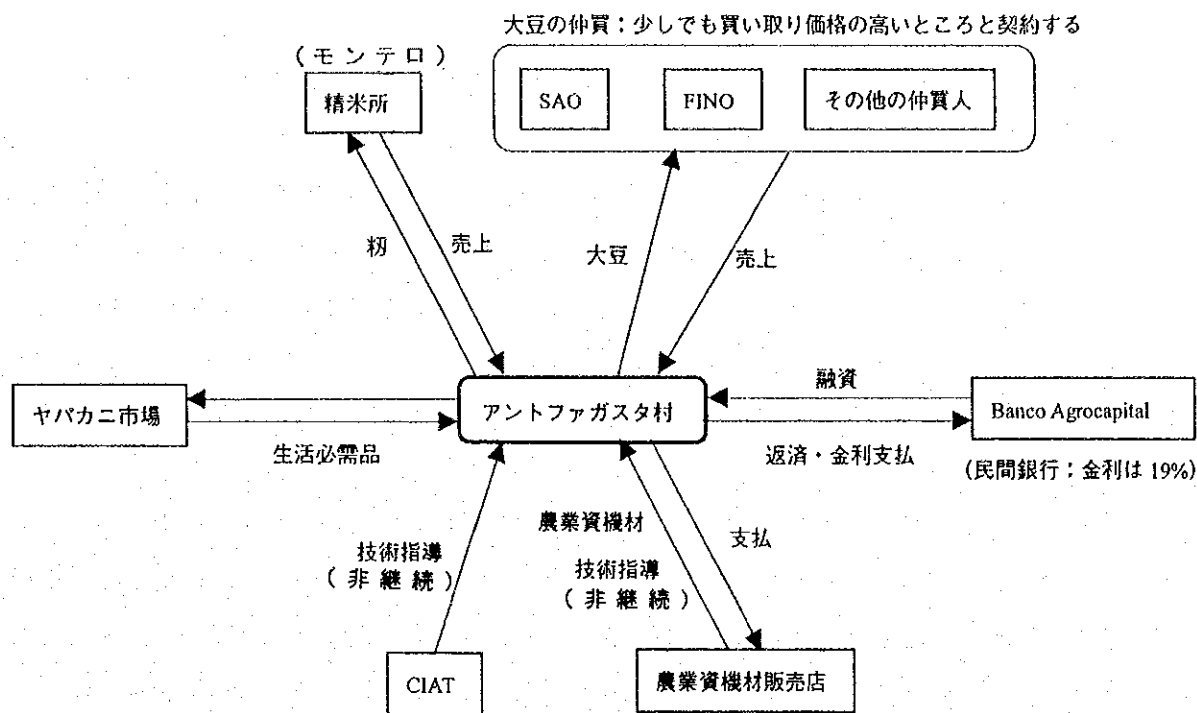 大豆の仲買：少しでも買い取り価格の高いところと契約する
（モンテロ）
精米所
SAO
FINO
その他の仲買人
籾
売上
大豆
売上
ヤパカニ市場
生活必需品
アントファガスタ村
融資
返済・金利支払
Banco Agrocapital
(民間銀行：金利は 19%)
技術指導
（非継続）
農業資機材
技術指導
（非継続）
支払
CIAT
農業資機材販売店